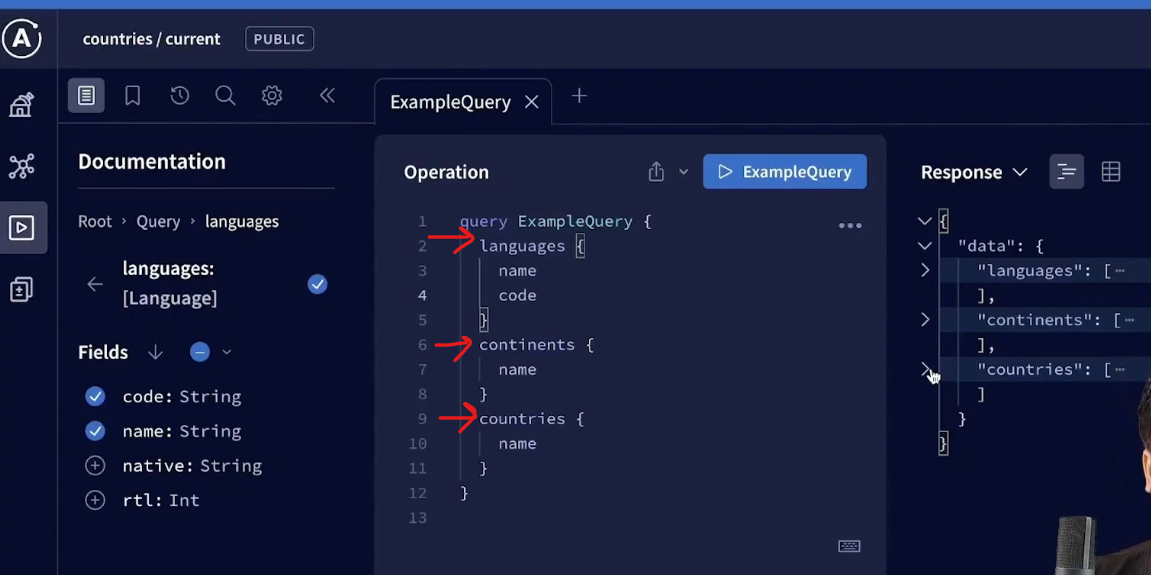 countries / current PUBLIC
ExampleQuery
Documentation
Root › Query › languages
languages:
[Language]
Fields
code: String
name: String
native: String
rtl: Int
Operation
ExampleQuery
1 query ExampleQuery {
2 languages {
3 name
4 code
5 }
6 continents {
7 name
8 }
9 countries {
10 name
11 }
12 }
13
Response
{
"data": {
"languages": [ ⋯
],
"continents": [ ⋯
],
"countries": [ ⋯
]
}
}